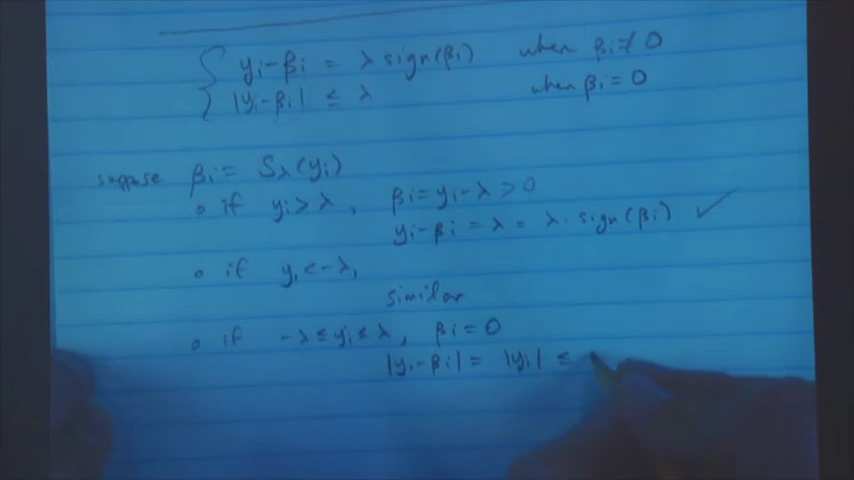 yi-βi = λ sign(βi) when βi≠0
|yi-βi| ≤ λ when βi=0
suppose βi= Sλ(yi)
o if yi>λ, βi=yi-λ>0
yi-βi = λ = λ· sign(βi) ✓
o if yi<-λ,
similar
o if -λ≤yi≤λ, βi=0
|yi-βi| = |yi| ≤